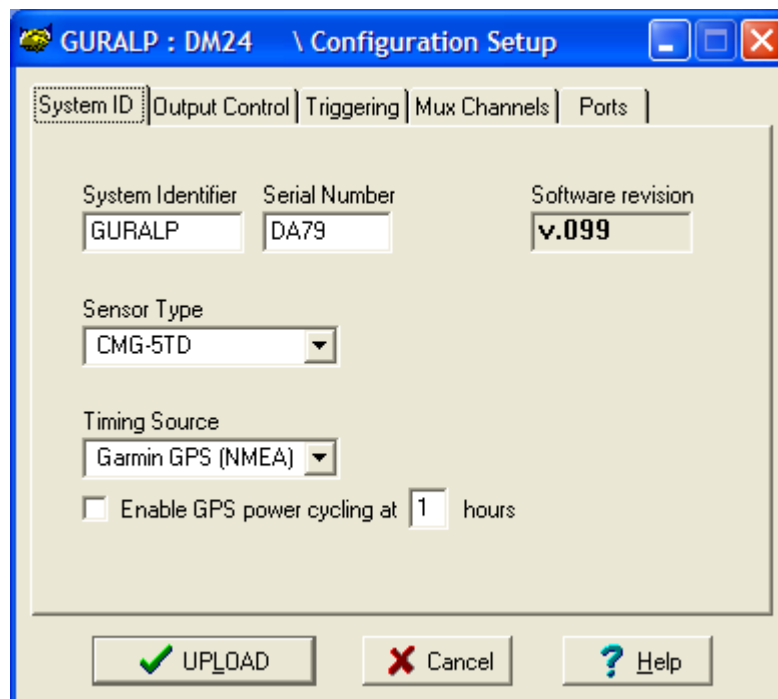 GURALP : DM24 \ Configuration Setup
System ID Output Control Triggering Mux Channels Ports
System Identifier Serial Number Software revision
GURALP DA79 v.099
Sensor Type
CMG-5TD
Timing Source
Garmin GPS (NMEA)
Enable GPS power cycling at 1 hours
UPLOAD Cancel ? Help